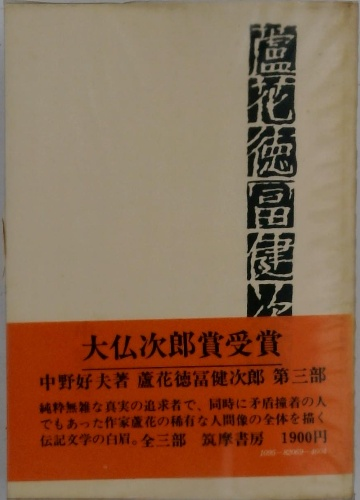 蘆花徳冨健次
大仏次郎賞受賞
中野好夫著 蘆花徳冨健次郎 第三部
純粋無雑な真実の追求者で、同時に矛盾撞着の人
でもあった作家蘆花の稀有な人間像の全体を描く
伝記文学の白眉。全三部 筑摩書房 1900円